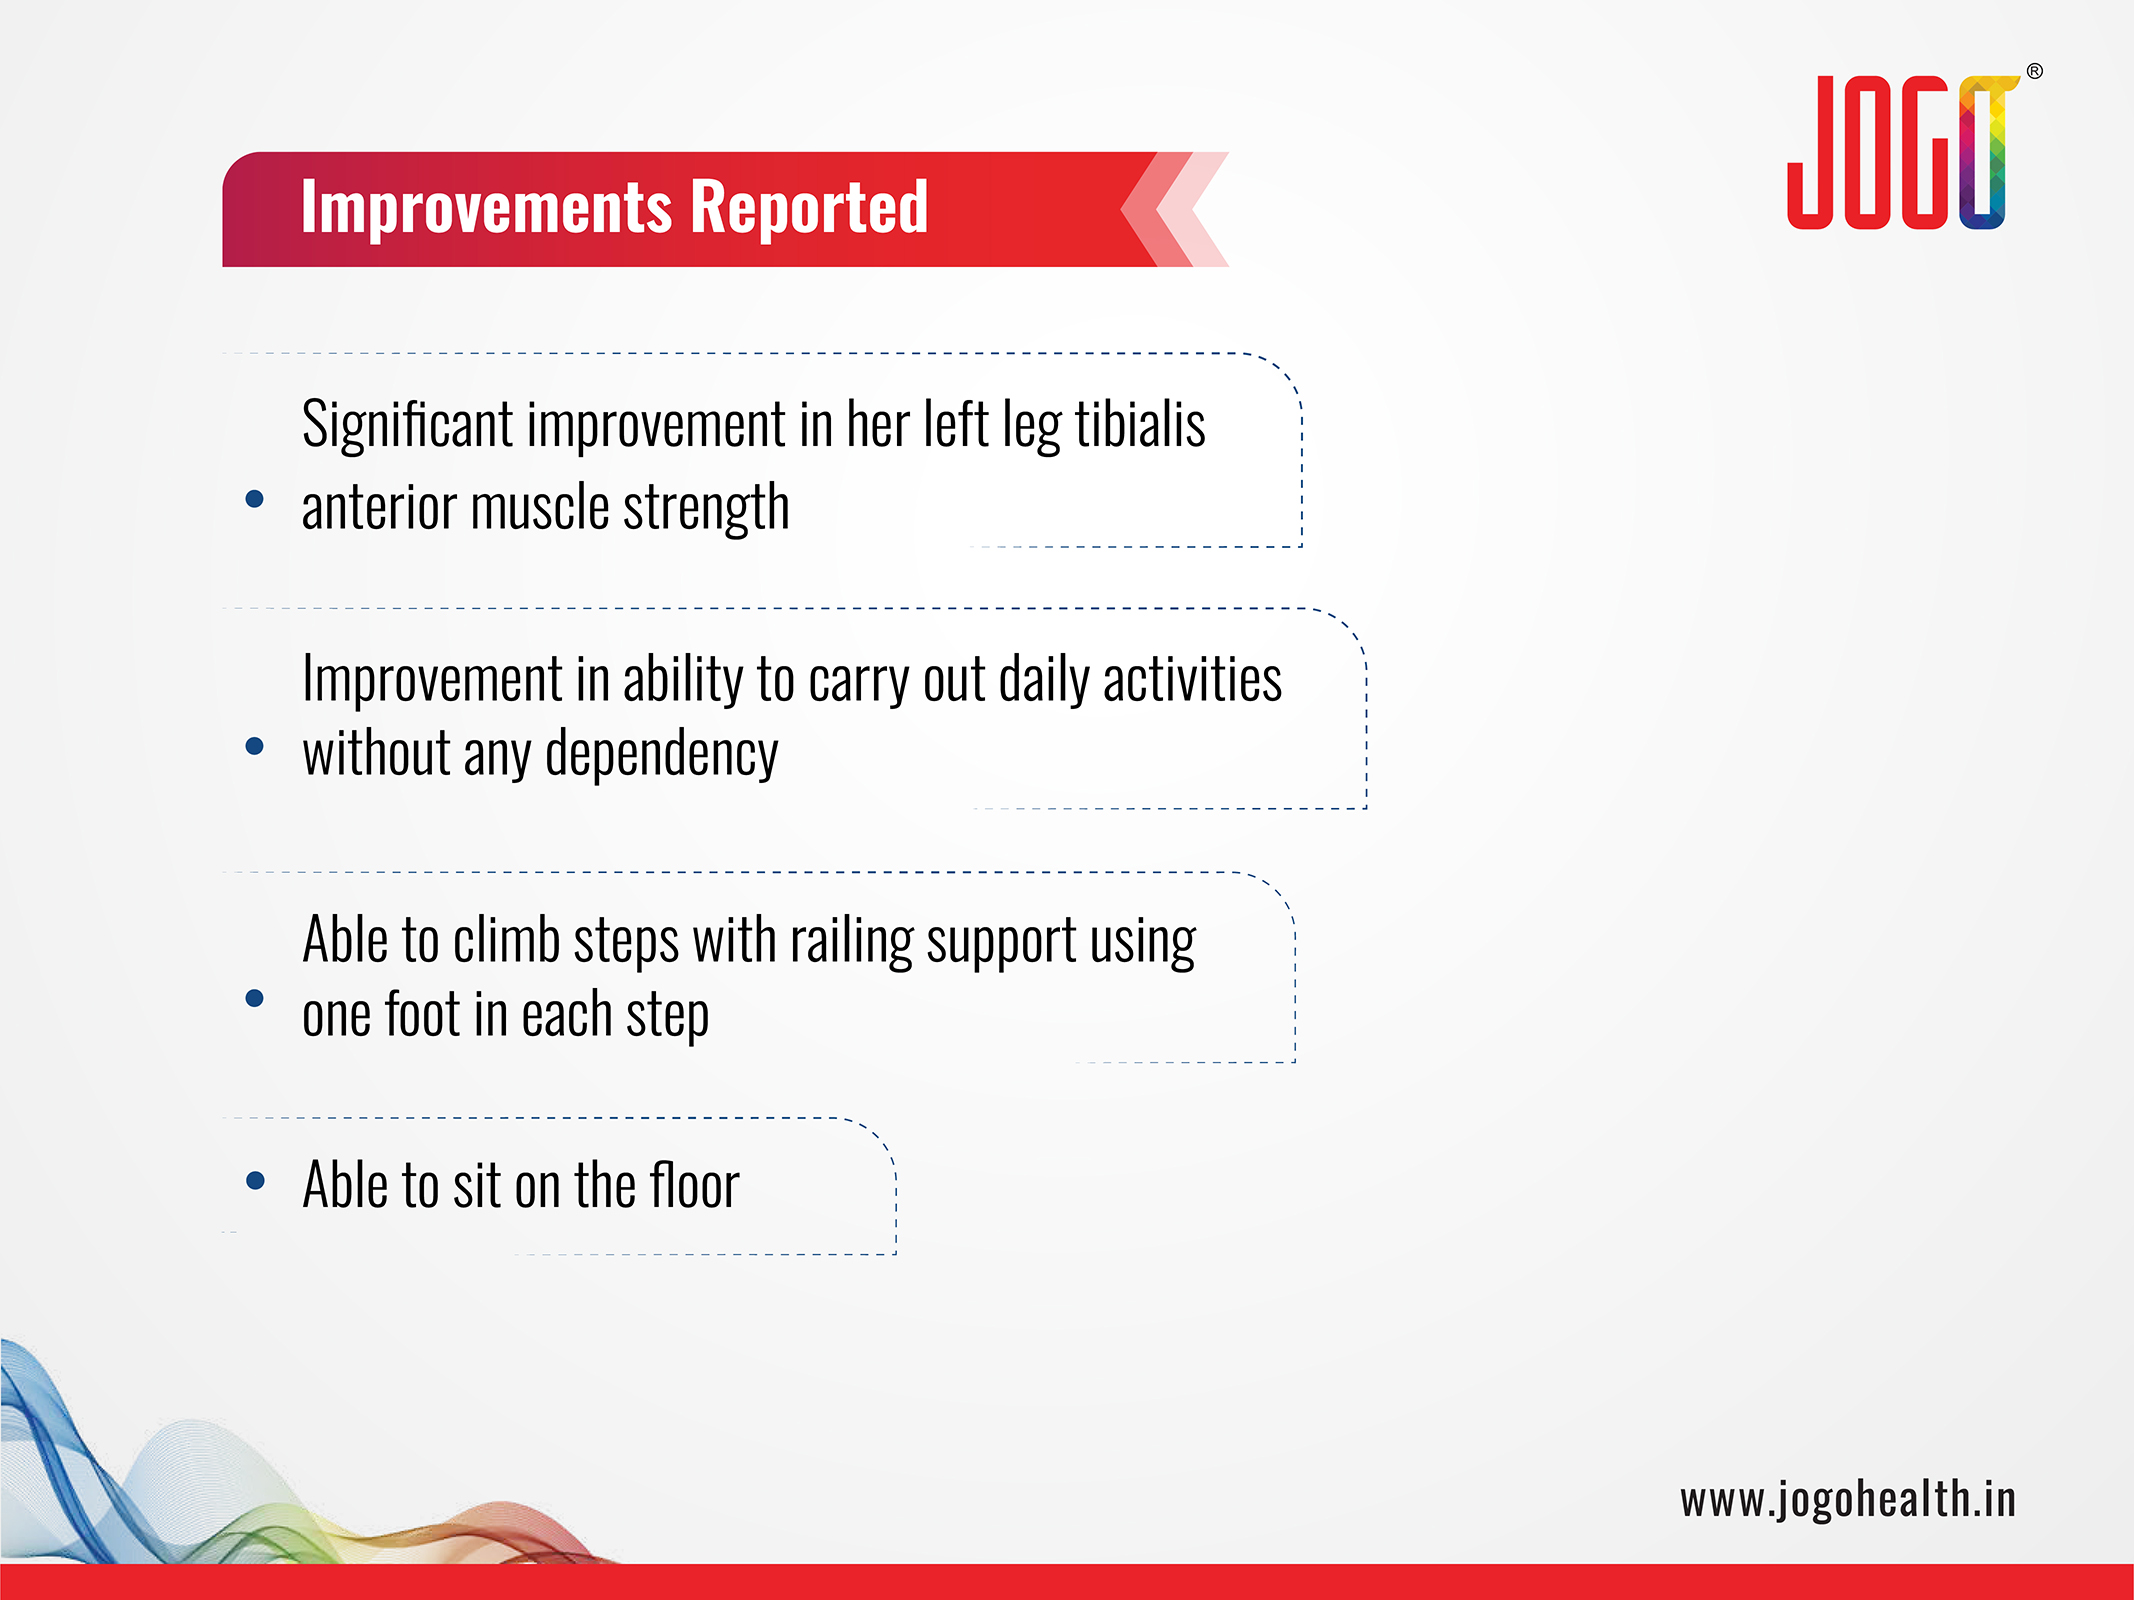 JOGO®
Improvements Reported
Significant improvement in her left leg tibialis
• anterior muscle strength
Improvement in ability to carry out daily activities
• without any dependency
Able to climb steps with railing support using
• one foot in each step
• Able to sit on the floor
www.jogohealth.in